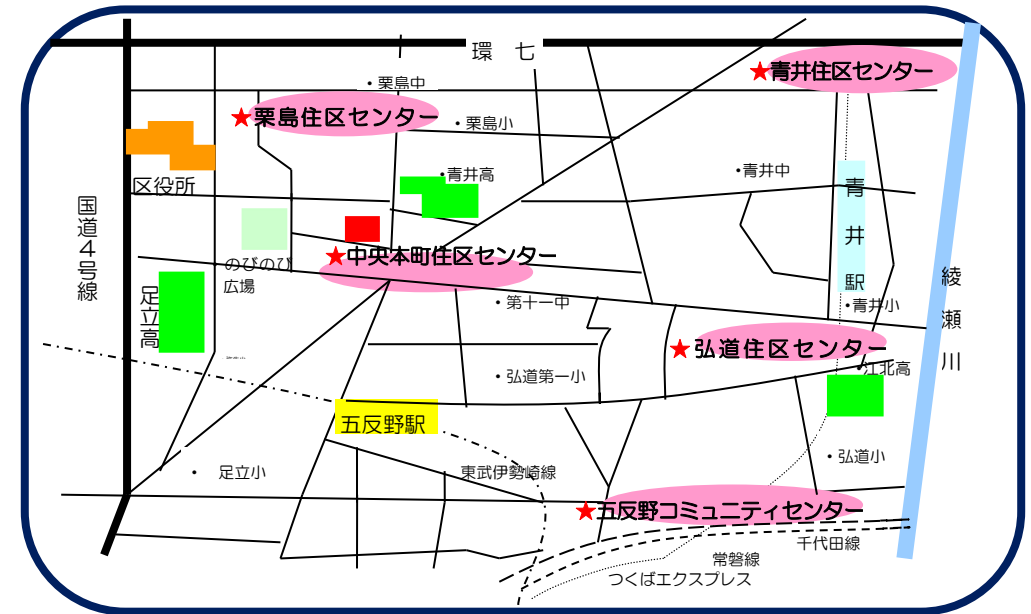 環　七
・栗島中
★青井住区センター
★栗島住区センター
・栗島小
・青井高
・青井中
区役所
青井駅
国道４号線
★中央本町住区センター
のびのび
広場
足立高
綾瀬川
・第十一中
・青井小
★弘道住区センター
・江北高
・弘道第一小
五反野駅
・弘道小
・　足立小
東武伊勢崎線
★五反野コミュニティセンター
千代田線
常磐線
つくばエクスプレス